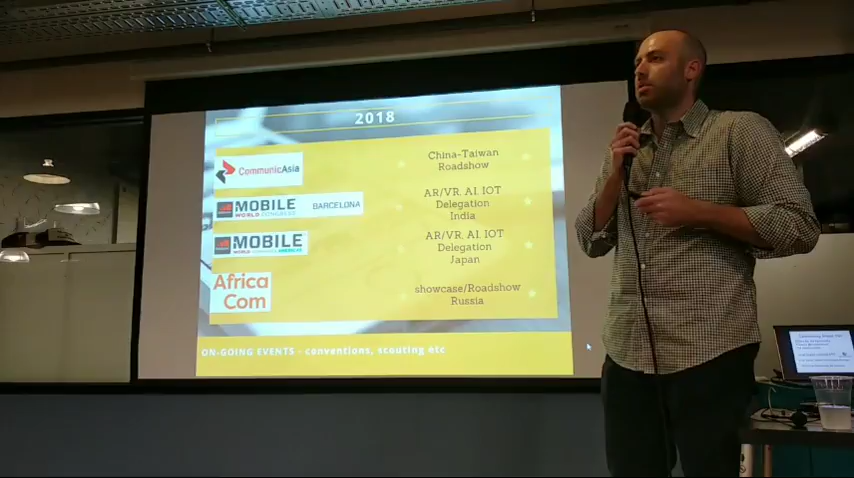 2018
CommunicAsia
China-Taiwan
Roadshow
MOBILE
WORLD CONGRESS
BARCELONA
AR/VR, AI, IOT
Delegation
India
MOBILE
AR/VR, AI, IOT
Delegation
Japan
Africa
Com
showcase/Roadshow
Russia
ON-GOING EVENTS - conventions, scouting etc